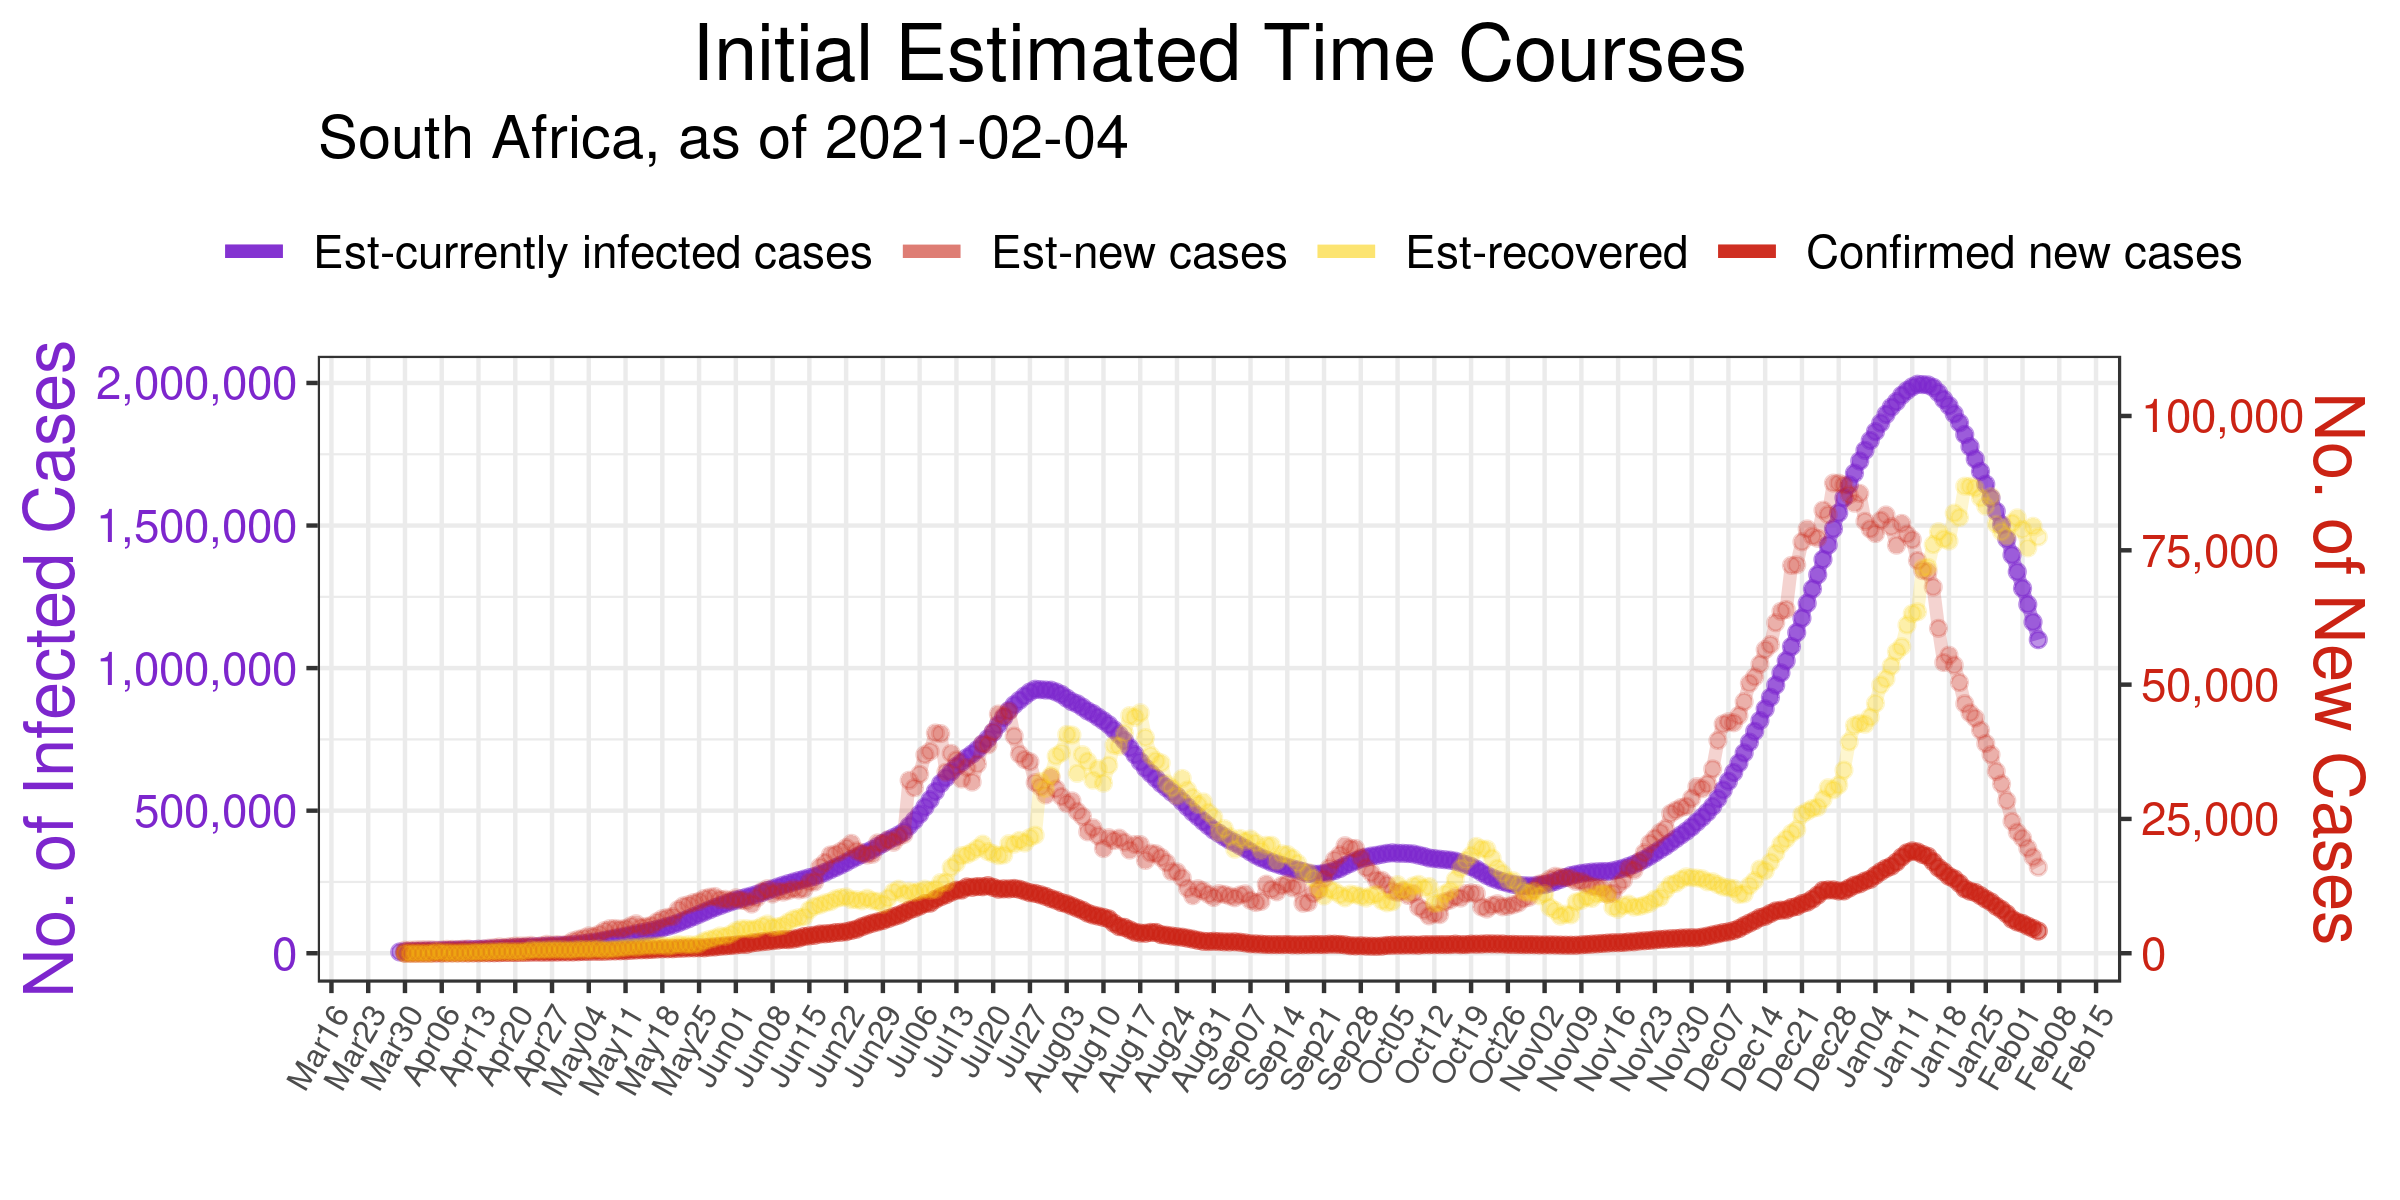 Initial Estimated Time Courses
South Africa, as of 2021-02-04
Est-currently infected cases Est-new cases Est-recovered Confirmed new cases
No. of Infected Cases
2,000,000
1,500,000
1,000,000
500,000
0
100,000
75,000
50,000
25,000
0
No. of New Cases
Mar16 Mar23 Mar30 Apr06 Apr13 Apr20 Apr27 May04 May11 May18 May25 Jun01 Jun08 Jun15 Jun22 Jun29 Jul06 Jul13 Jul20 Jul27 Aug03 Aug10 Aug17 Aug24 Aug31 Sep07 Sep14 Sep21 Sep28 Oct05 Oct12 Oct19 Oct26 Nov02 Nov09 Nov16 Nov23 Nov30 Dec07 Dec14 Dec21 Dec28 Jan04 Jan11 Jan18 Jan25 Feb01 Feb08 Feb15